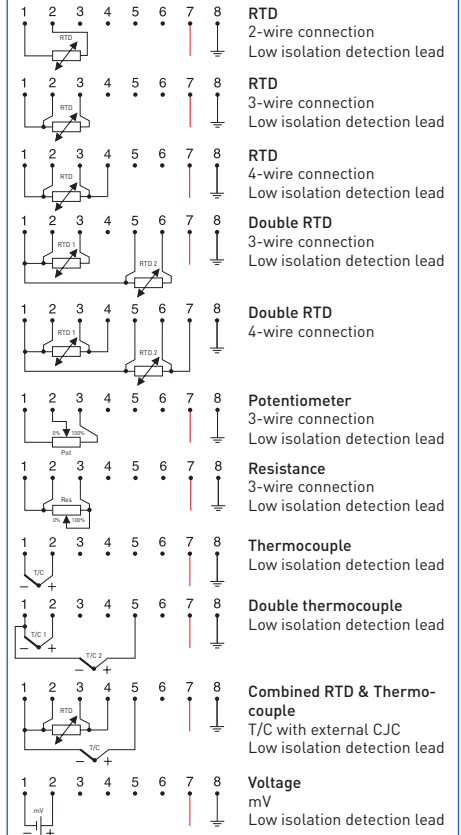 1 2 3 4 5 6 7 8
RTD
RTD
2-wire connection
Low isolation detection lead
1 2 3 4 5 6 7 8
RTD
RTD
3-wire connection
Low isolation detection lead
1 2 3 4 5 6 7 8
RTD
RTD
4-wire connection
Low isolation detection lead
1 2 3 4 5 6 7 8
RTD 1
RTD 2
Double RTD
3-wire connection
Low isolation detection lead
1 2 3 4 5 6 7 8
RTD 1
RTD 2
Double RTD
4-wire connection
1 2 3 4 5 6 7 8
0% 100%
Pot
Potentiometer
3-wire connection
Low isolation detection lead
1 2 3 4 5 6 7 8
Res
0% 100%
Resistance
3-wire connection
Low isolation detection lead
1 2 3 4 5 6 7 8
T/C
– +
Thermocouple
Low isolation detection lead
1 2 3 4 5 6 7 8
T/C 1
– +
T/C 2
– +
Double thermocouple
Low isolation detection lead
1 2 3 4 5 6 7 8
RTD
T/C
– +
Combined RTD & Thermo-
couple
T/C with external CJC
Low isolation detection lead
1 2 3 4 5 6 7 8
mV
– +
Voltage
mV
Low isolation detection lead